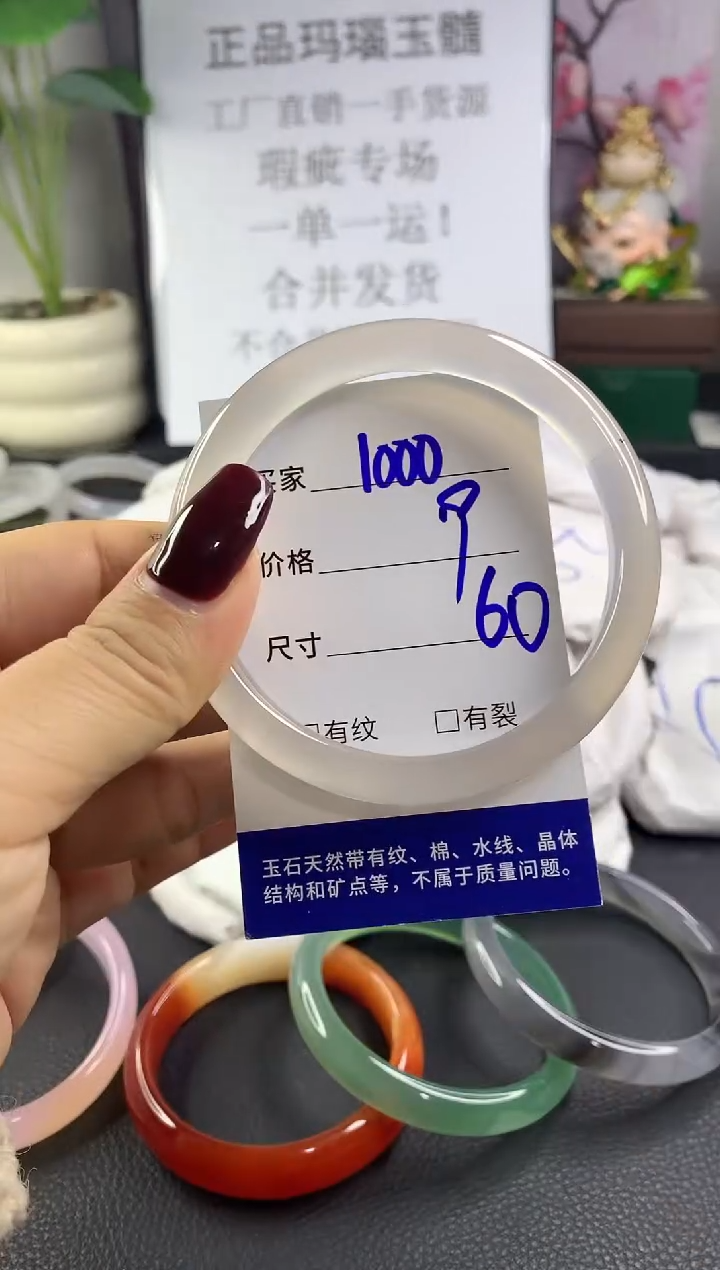 正品玛瑙玉髓
工厂直销一手货源
瑕疵专场
一单一运！
合并发货
家 1000
价格
尺寸 60
有纹 □有裂
玉石天然带有纹、棉、水线、晶体
结构和矿点等，不属于质量问题。